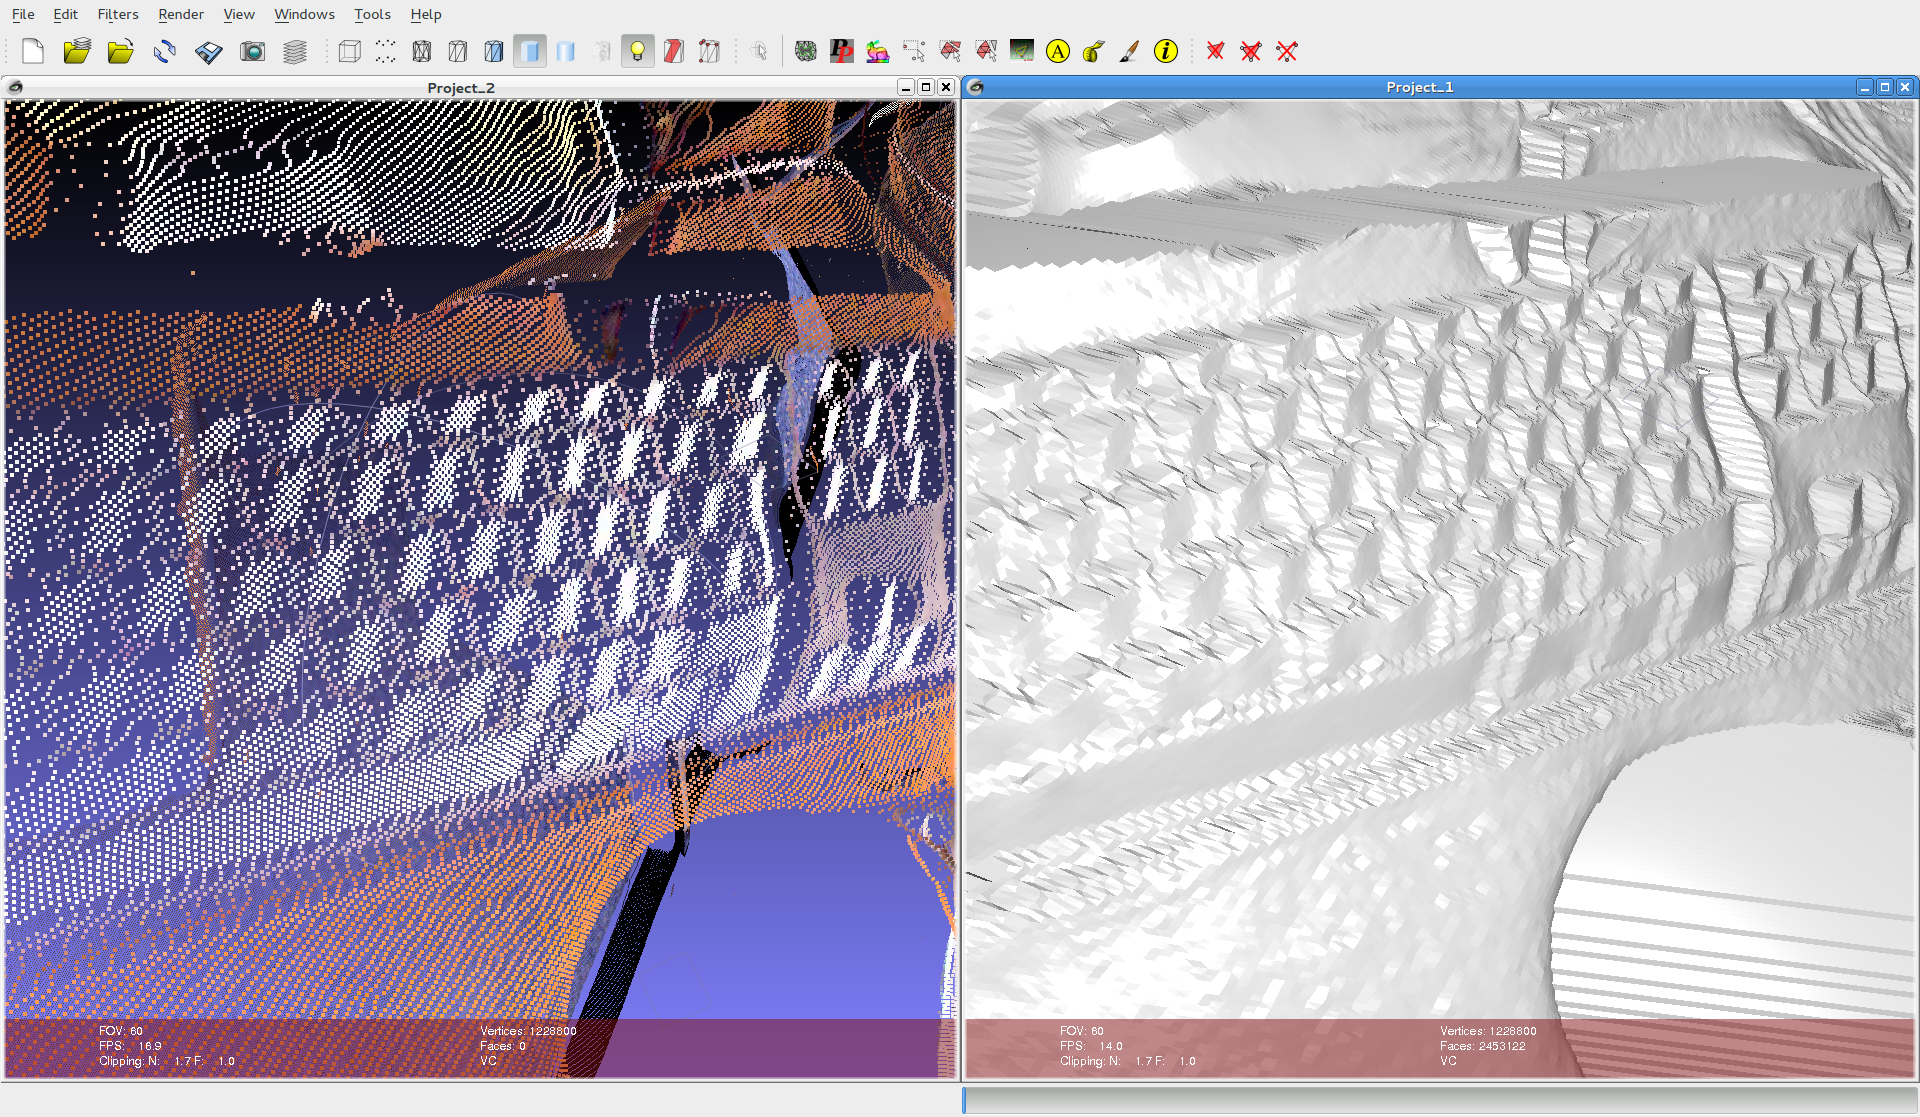 File Edit Filters Render View Windows Tools Help
Project_2
Project_1
FOV: 60
FPS: 16.9
Clipping: N: 1.7 F: 1.0
Vertices: 1228800
Faces: 0
VC
FOV: 60
FPS: 14.0
Clipping: N: 1.7 F: 1.0
Vertices: 1228800
Faces: 2453122
VC